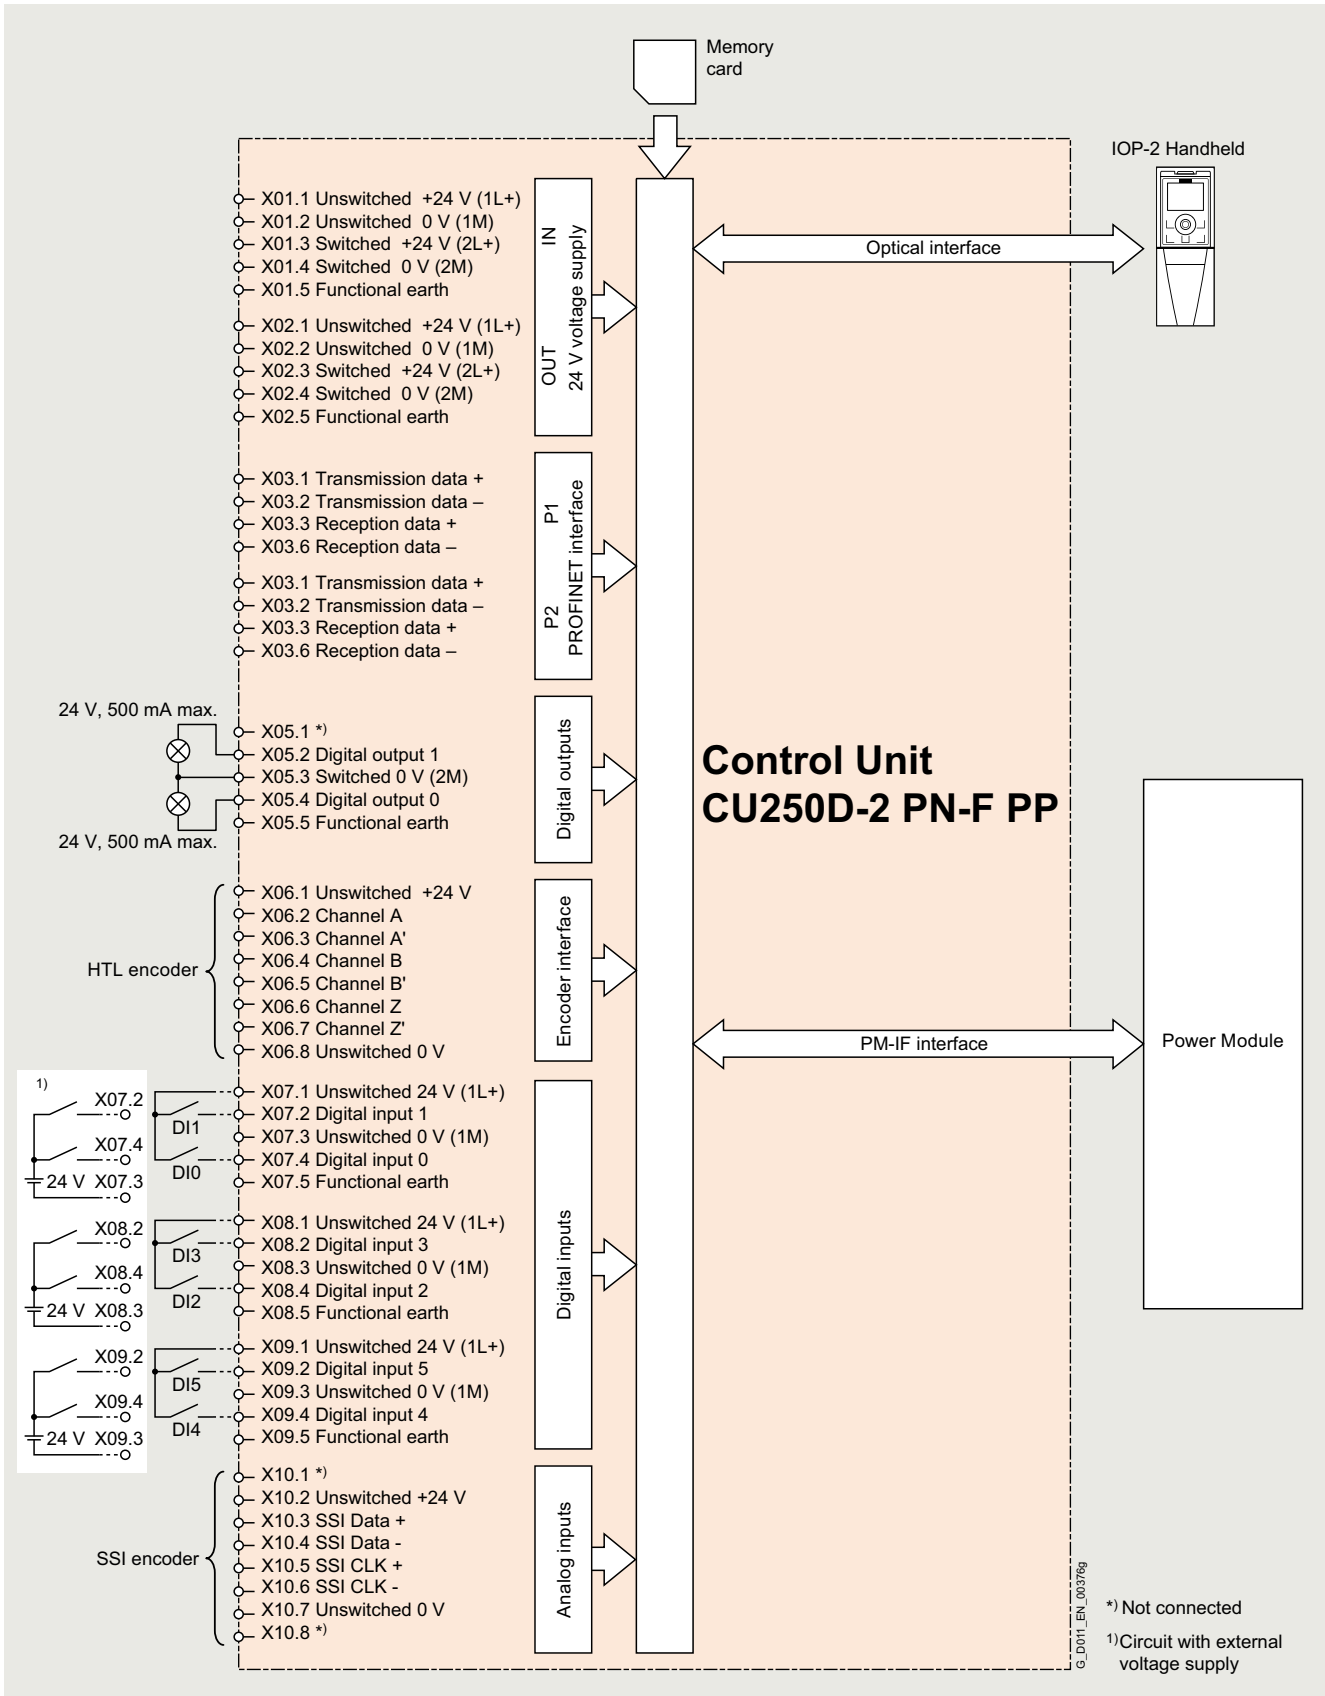 Memory
card
IOP-2 Handheld
X01.1 Unswitched +24 V (1L+)
X01.2 Unswitched 0 V (1M)
X01.3 Switched +24 V (2L+)
X01.4 Switched 0 V (2M)
X01.5 Functional earth
X02.1 Unswitched +24 V (1L+)
X02.2 Unswitched 0 V (1M)
X02.3 Switched +24 V (2L+)
X02.4 Switched 0 V (2M)
X02.5 Functional earth
OUT IN
24 V voltage supply
Optical interface
X03.1 Transmission data +
X03.2 Transmission data –
X03.3 Reception data +
X03.6 Reception data –
X03.1 Transmission data +
X03.2 Transmission data –
X03.3 Reception data +
X03.6 Reception data –
P2 P1
PROFINET interface
24 V, 500 mA max.
24 V, 500 mA max.
X05.1 *)
X05.2 Digital output 1
X05.3 Switched 0 V (2M)
X05.4 Digital output 0
X05.5 Functional earth
Digital outputs
Control Unit
CU250D-2 PN-F PP
HTL encoder
X06.1 Unswitched +24 V
X06.2 Channel A
X06.3 Channel A'
X06.4 Channel B
X06.5 Channel B'
X06.6 Channel Z
X06.7 Channel Z'
X06.8 Unswitched 0 V
Encoder interface
PM-IF interface
Power Module
1)
X07.2
X07.4
24 V X07.3
DI1
DI0
X07.1 Unswitched 24 V (1L+)
X07.2 Digital input 1
X07.3 Unswitched 0 V (1M)
X07.4 Digital input 0
X07.5 Functional earth
X08.2
X08.4
24 V X08.3
DI3
DI2
X08.1 Unswitched 24 V (1L+)
X08.2 Digital input 3
X08.3 Unswitched 0 V (1M)
X08.4 Digital input 2
X08.5 Functional earth
X09.2
X09.4
24 V X09.3
DI5
DI4
X09.1 Unswitched 24 V (1L+)
X09.2 Digital input 5
X09.3 Unswitched 0 V (1M)
X09.4 Digital input 4
X09.5 Functional earth
Digital inputs
SSI encoder
X10.1 *)
X10.2 Unswitched +24 V
X10.3 SSI Data +
X10.4 SSI Data -
X10.5 SSI CLK +
X10.6 SSI CLK -
X10.7 Unswitched 0 V
X10.8 *)
Analog inputs
G_D011_EN_00376g
*) Not connected
1) Circuit with external
voltage supply